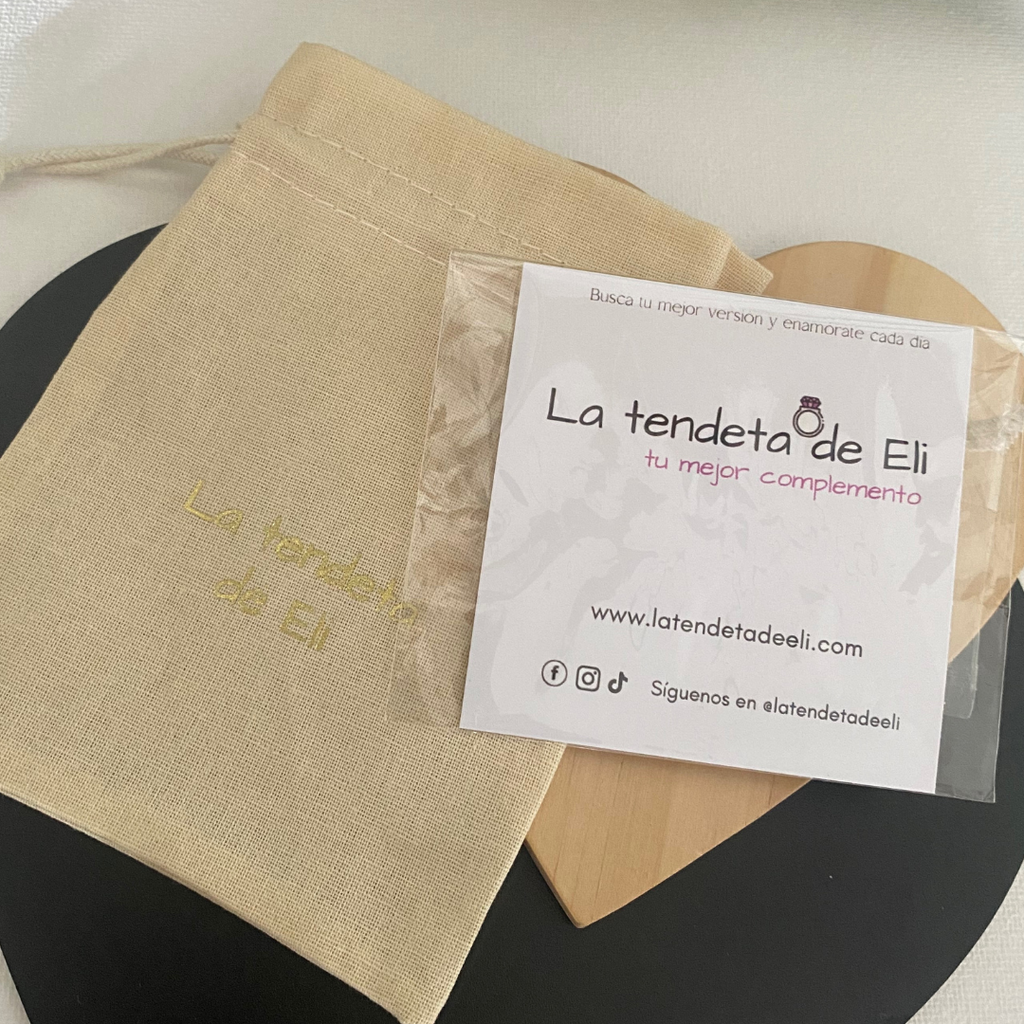 La tendeta
de Eli
Busca tu mejor version y enamorate cada dia
La tendeta de Eli
tu mejor complemento
www.latendetadeeli.com
Síguenos en @latendetadeeli